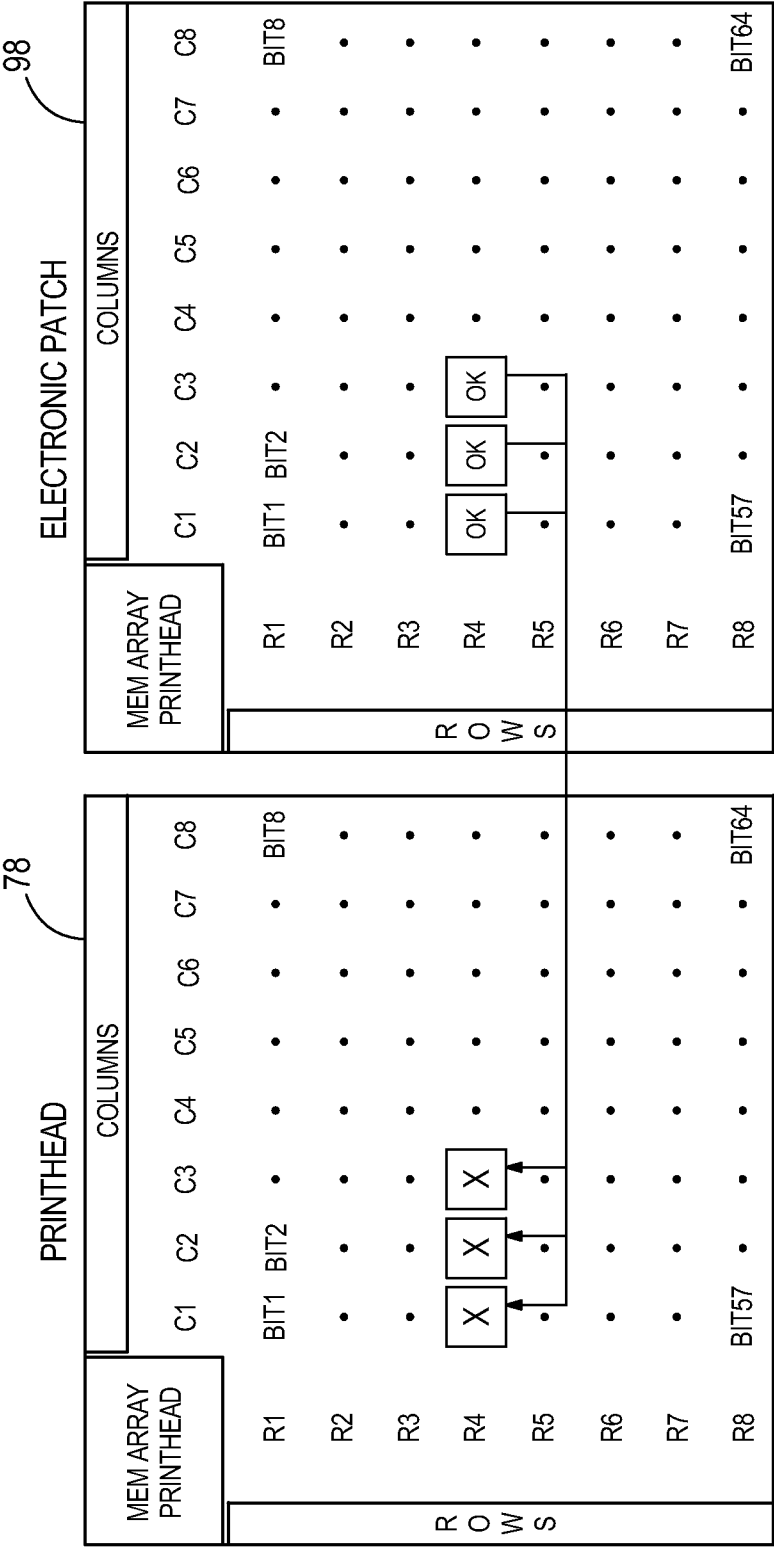 PRINTHEAD
78
MEM ARRAY
PRINTHEAD
COLUMNS
C1 C2 C3 C4 C5 C6 C7 C8
ROWS
R1 BIT1 BIT2 BIT8
R2
R3
R4 X X X
R5
R6
R7
R8 BIT57 BIT64
ELECTRONIC PATCH
98
MEM ARRAY
PRINTHEAD
COLUMNS
C1 C2 C3 C4 C5 C6 C7 C8
ROWS
R1 BIT1 BIT2 BIT8
R2
R3
R4 OK OK OK
R5
R6
R7
R8 BIT57 BIT64